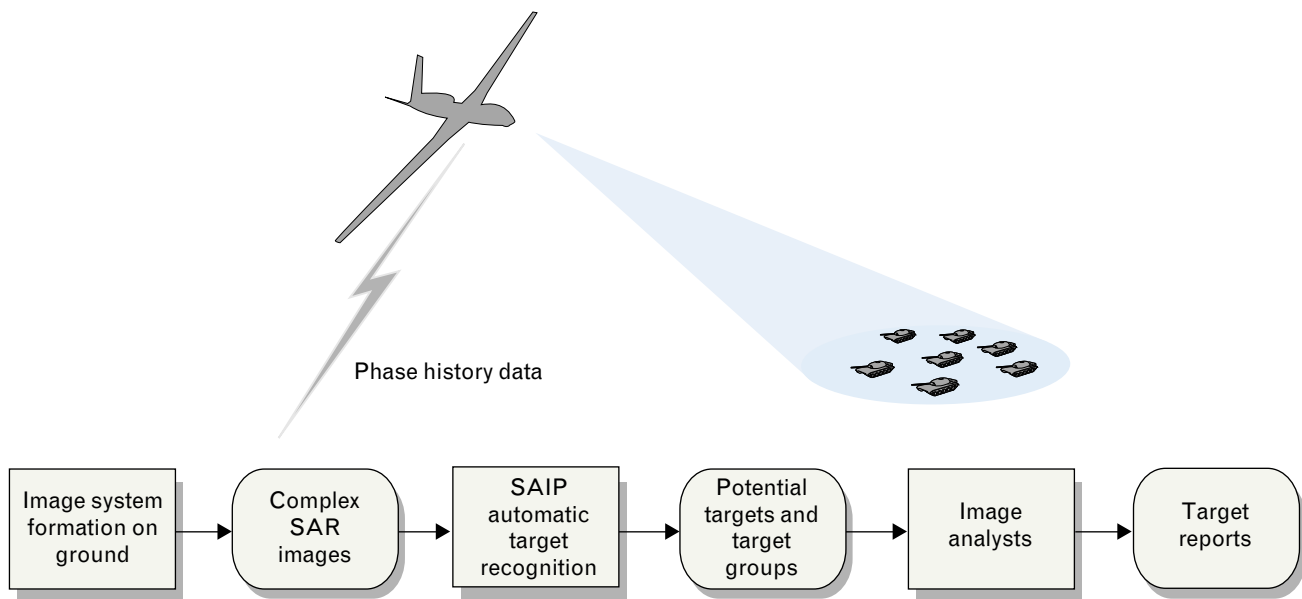 Phase history data
Image system
formation on
ground
Complex
SAR
images
SAIP
automatic
target
recognition
Potential
targets and
target
groups
Image
analysts
Target
reports